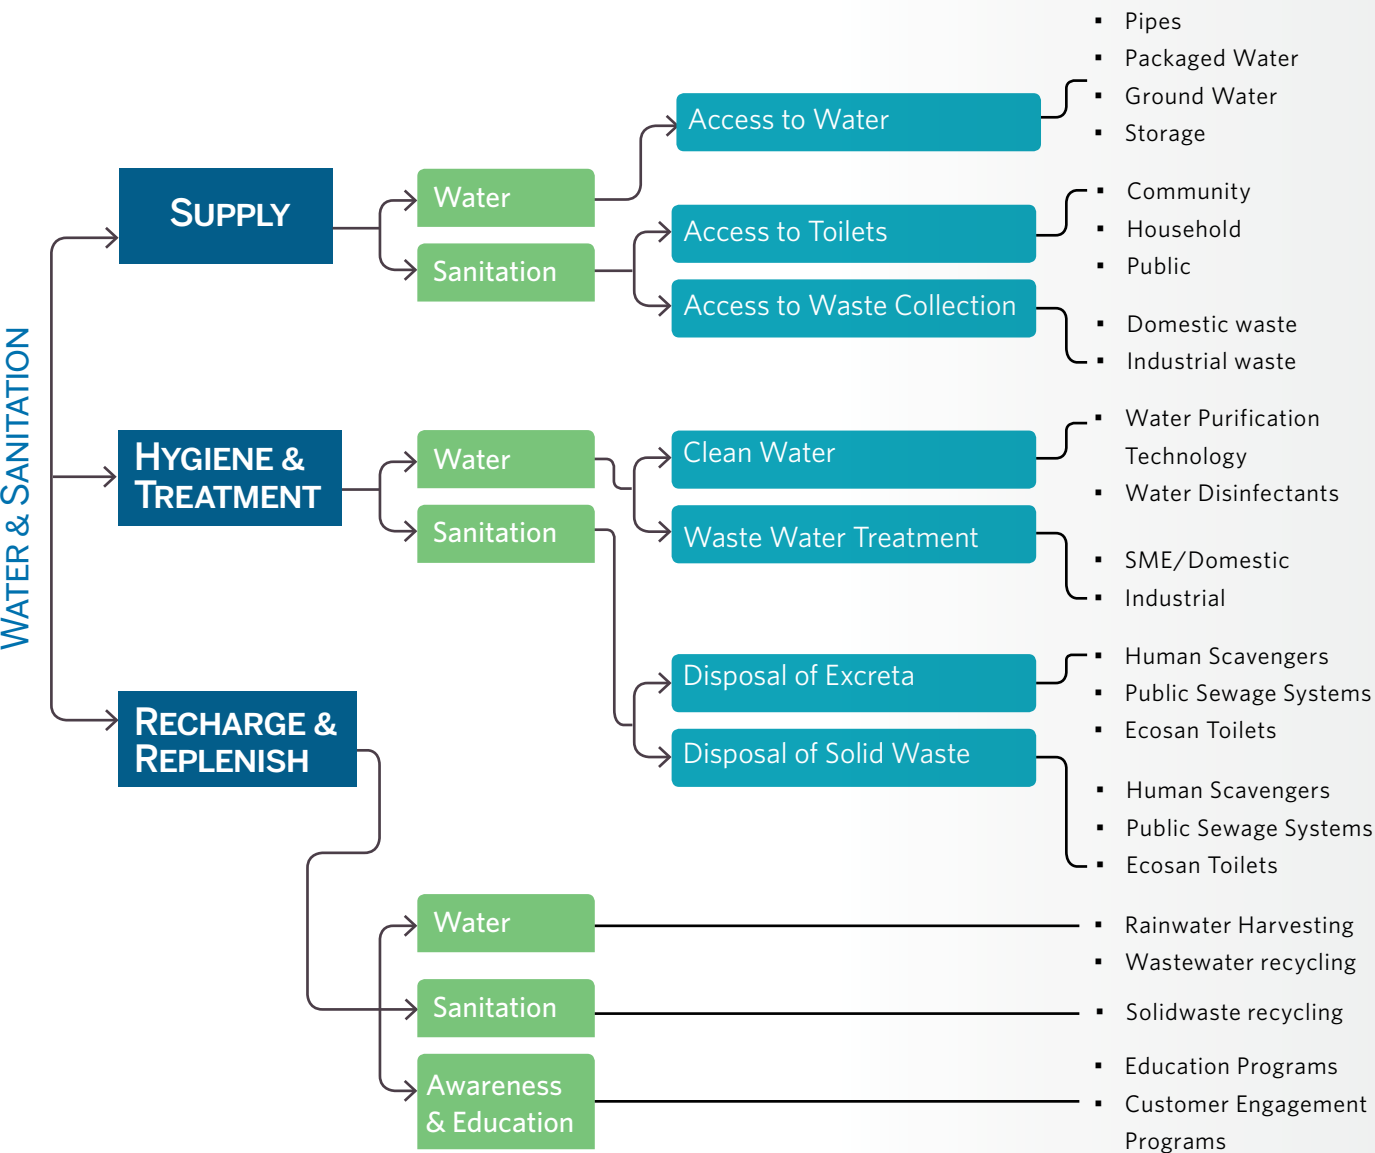 WATER & SANITATION
SUPPLY
Water
Sanitation
Access to Water
Access to Toilets
Access to Waste Collection
▪ Pipes
▪ Packaged Water
▪ Ground Water
▪ Storage
▪ Community
▪ Household
▪ Public
▪ Domestic waste
▪ Industrial waste
HYGIENE &
TREATMENT
Water
Sanitation
Clean Water
Waste Water Treatment
Disposal of Excreta
Disposal of Solid Waste
▪ Water Purification
Technology
▪ Water Disinfectants
▪ SME/Domestic
▪ Industrial
▪ Human Scavengers
▪ Public Sewage Systems
▪ Ecosan Toilets
▪ Human Scavengers
▪ Public Sewage Systems
▪ Ecosan Toilets
RECHARGE &
REPLENISH
Water
Sanitation
Awareness
& Education
▪ Rainwater Harvesting
▪ Wastewater recycling
▪ Solidwaste recycling
▪ Education Programs
▪ Customer Engagement
Programs